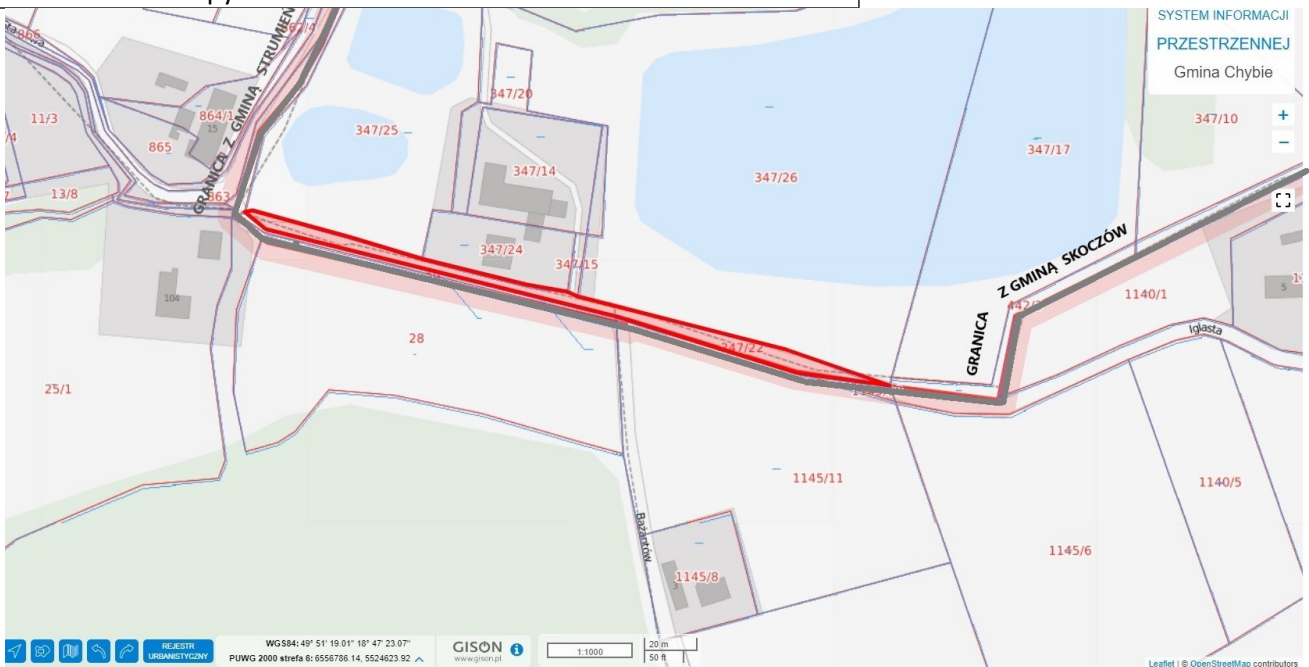 SYSTEM INFORMACJI
PRZESTRZENNEJ
Gmina Chybie
+
−
866
862/4
GRANICA Z GMINĄ STRUMIEŃ
11/3
864/1
15
865
347/25
347/20
347/14
347/26
347/17
347/10
13/8
863
347/24
347/15
104
Z GMINĄ SKOCZÓW
GRANICA
1140/1
5
Iglasta
28
347/22
25/1
1145/11
1140/5
Bażantów
1145/6
1145/8
3
REJESTR
URBANISTYCZNY
WGS84: 49° 51' 19.01" 18° 47' 23.07"
PUWG 2000 strefa 6: 6556786.14, 5524623.92
GISON
www.gison.pl
1:1000
20 m
50 ft
Leaflet | © OpenStreetMap contributors